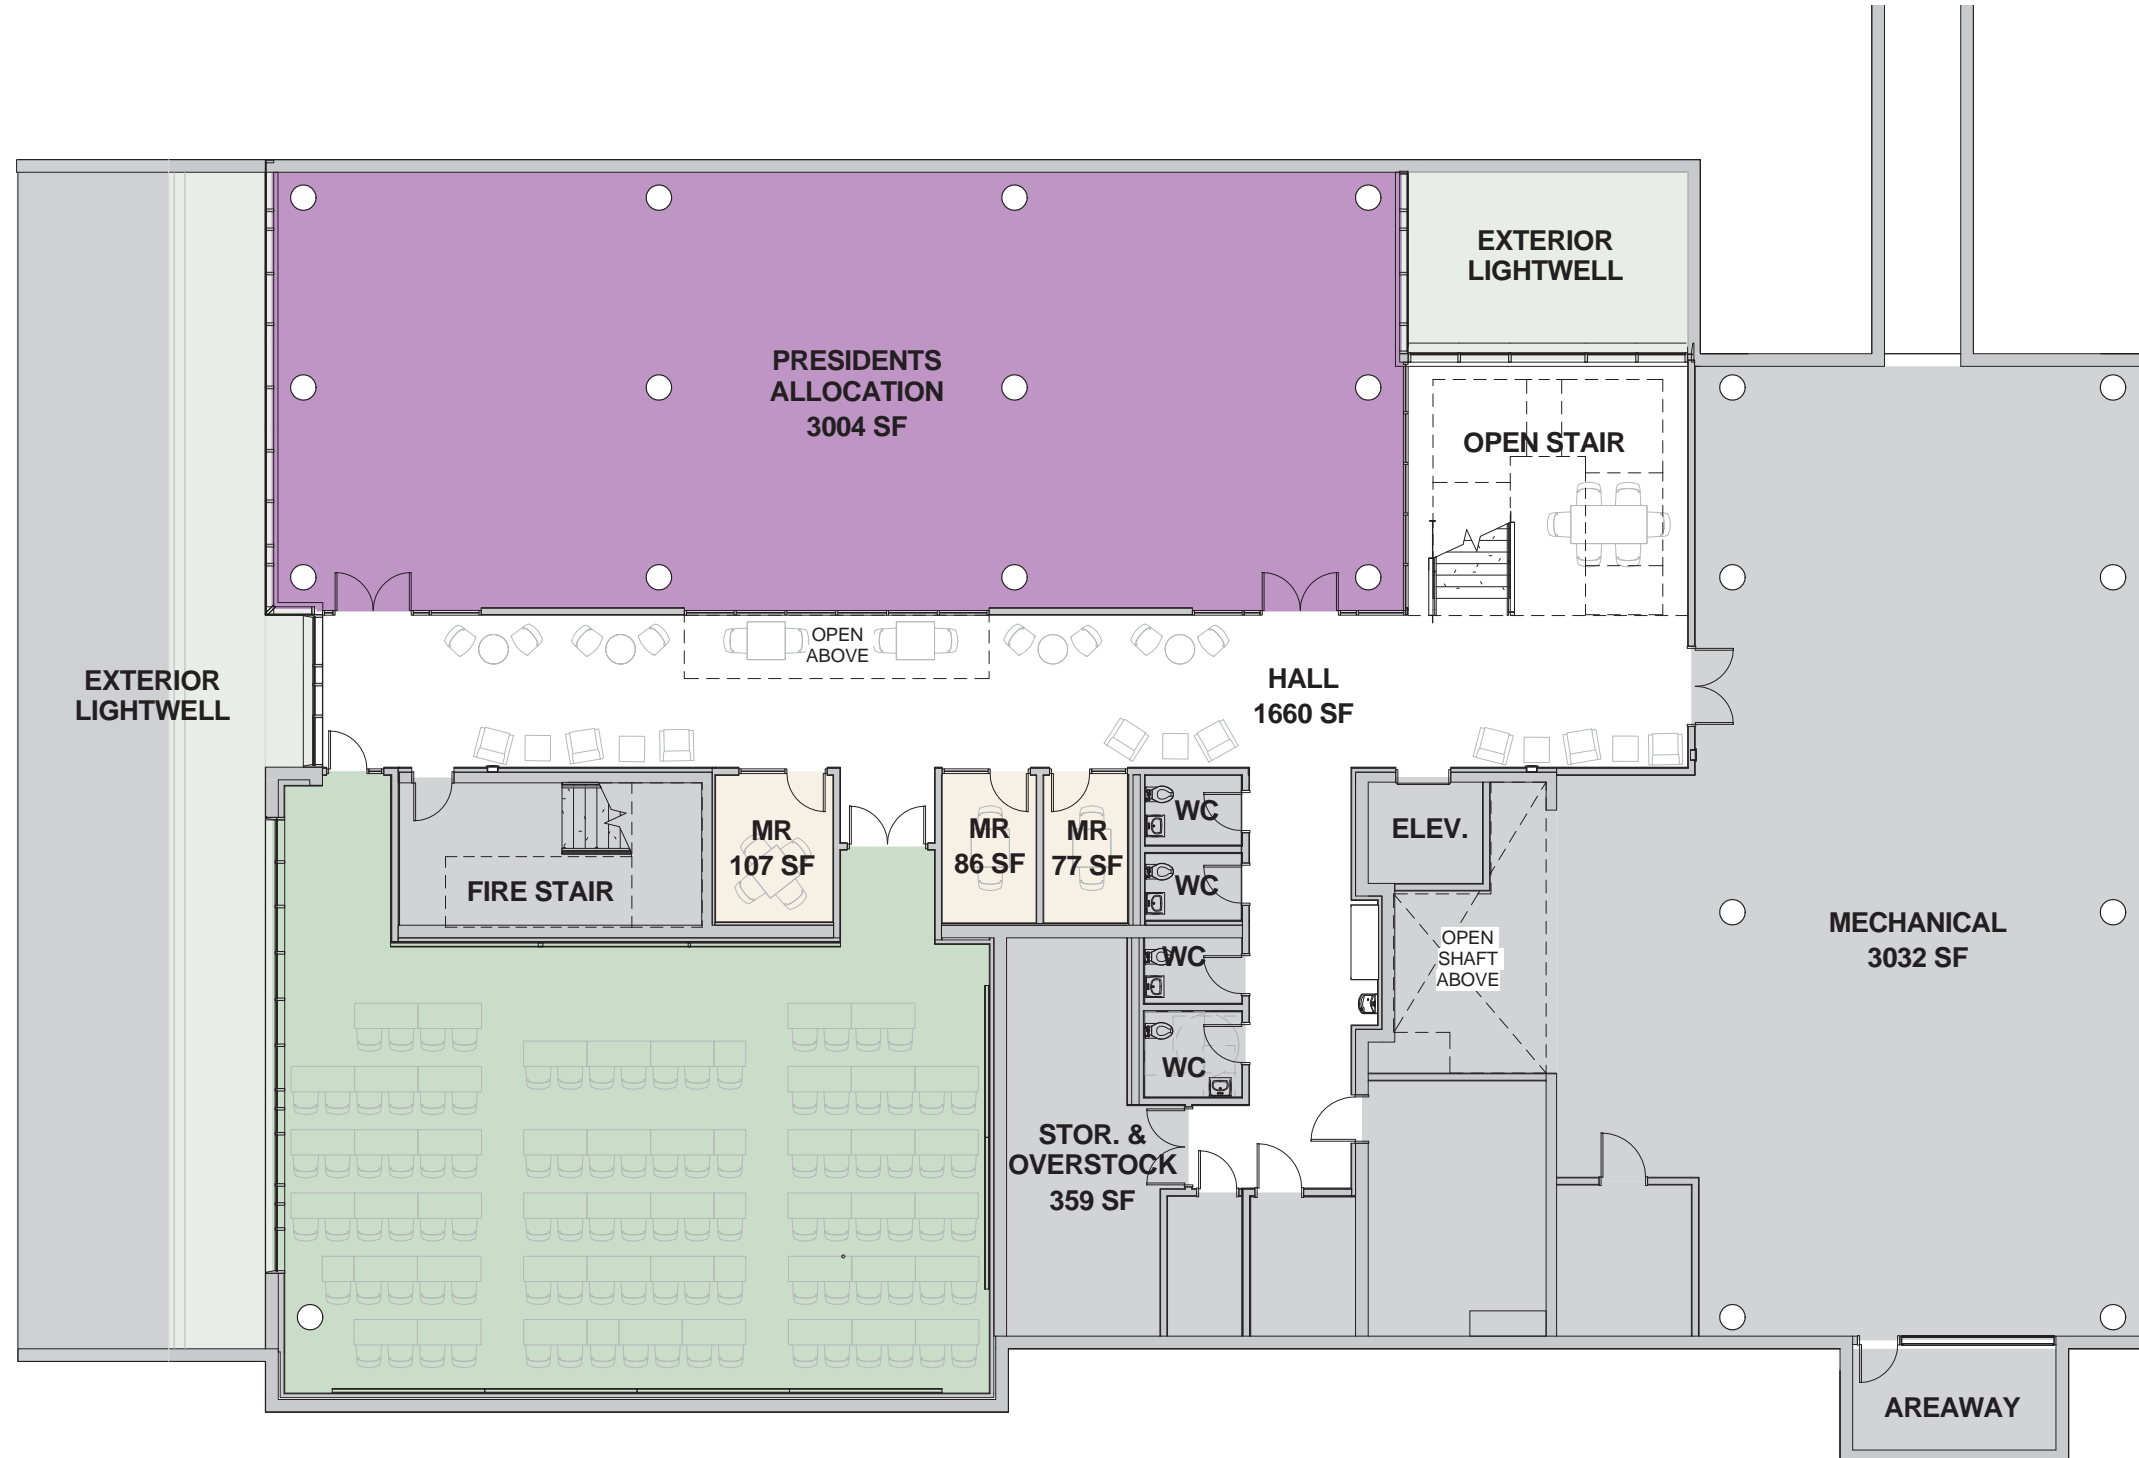 EXTERIOR
LIGHTWELL
PRESIDENTS
ALLOCATION
3004 SF
OPEN STAIR
OPEN
ABOVE
EXTERIOR
LIGHTWELL
HALL
1660 SF
MR
107 SF
MR
86 SF
MR
77 SF
WC
ELEV.
FIRE STAIR
WC
MECHANICAL
3032 SF
OPEN
SHAFT
ABOVE
WC
WC
STOR. &
OVERSTOCK
359 SF
AREAWAY